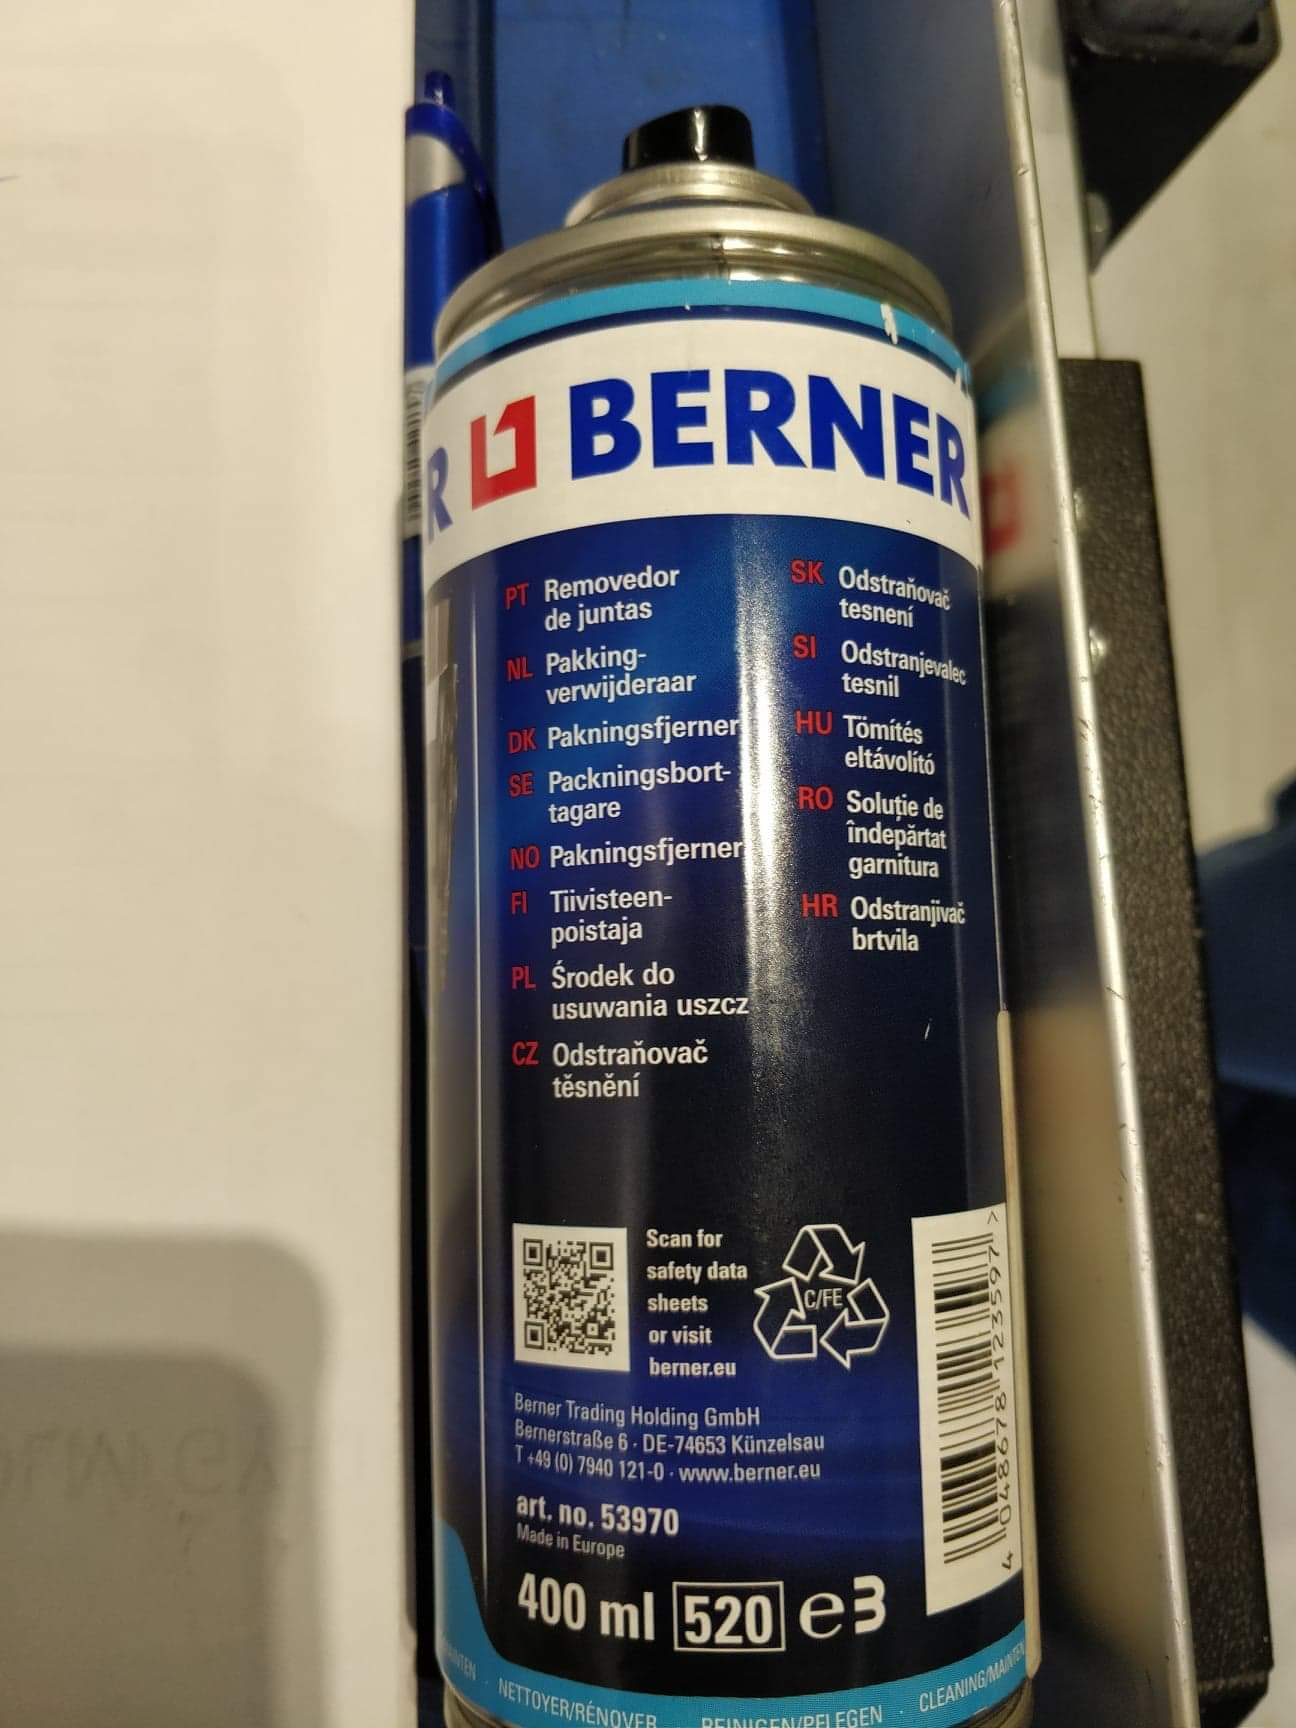 BERNER
PT Removedor
de juntas
NL Pakking-
verwijderaar
DK Pakningsfjerner
SE Packningsbort-
tagare
NO Pakningsfjerner
FI Tiivisteen-
poistaja
PL Środek do
usuwania uszcz
CZ Odstraňovač
těsnění
SK Odstraňovač
tesnení
SI Odstranjevalec
tesnil
HU Tömítés
eltávolító
RO Soluție de
îndepărtat
garnitura
HR Odstranjivač
brtvila
Scan for
safety data
sheets
or visit
berner.eu
C/FE
Berner Trading Holding GmbH
Bernerstraße 6 · DE-74653 Künzelsau
T +49 (0) 7940 121-0 · www.berner.eu
art. no. 53970
Made in Europe
400 ml 520 e 3
4 048678 123597 >
NETTOYER/RÉNOVER · REINIGEN/PFLEGEN · CLEANING/MAINTEN